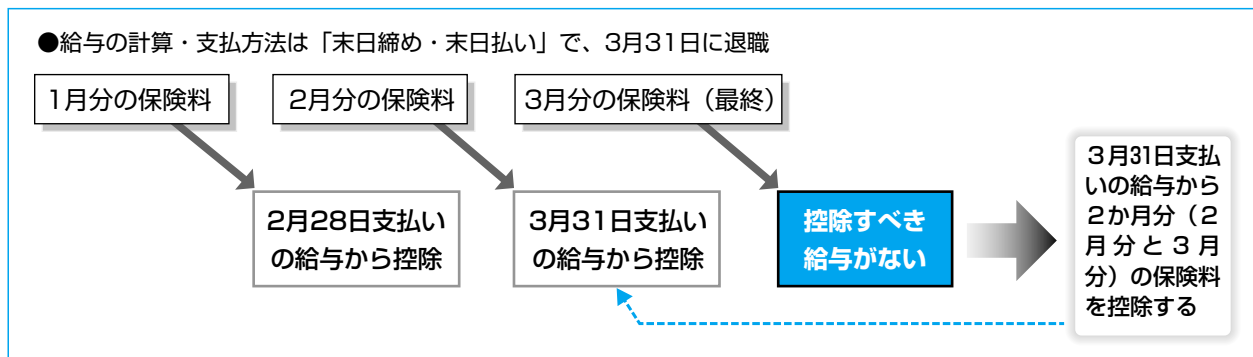 ●給与の計算・支払方法は「末日締め・末日払い」で、3月31日に退職
1月分の保険料
2月分の保険料
3月分の保険料（最終）
2月28日支払い
の給与から控除
3月31日支払い
の給与から控除
控除すべき
給与がない
３月31日支払
いの給与から
２か月分（２
月分と３月
分）の保険料
を控除する